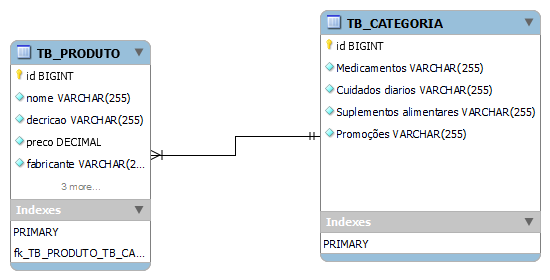 TB_PRODUTO
id BIGINT
nome VARCHAR(255)
decricao VARCHAR(255)
preco DECIMAL
fabricante VARCHAR(2...
3 more...
Indexes
PRIMARY
fk_TB_PRODUTO_TB_CA...
TB_CATEGORIA
id BIGINT
Medicamentos VARCHAR(255)
Cuidados diarios VARCHAR(255)
Suplementos alimentares VARCHAR(255)
Promoções VARCHAR(255)
Indexes
PRIMARY